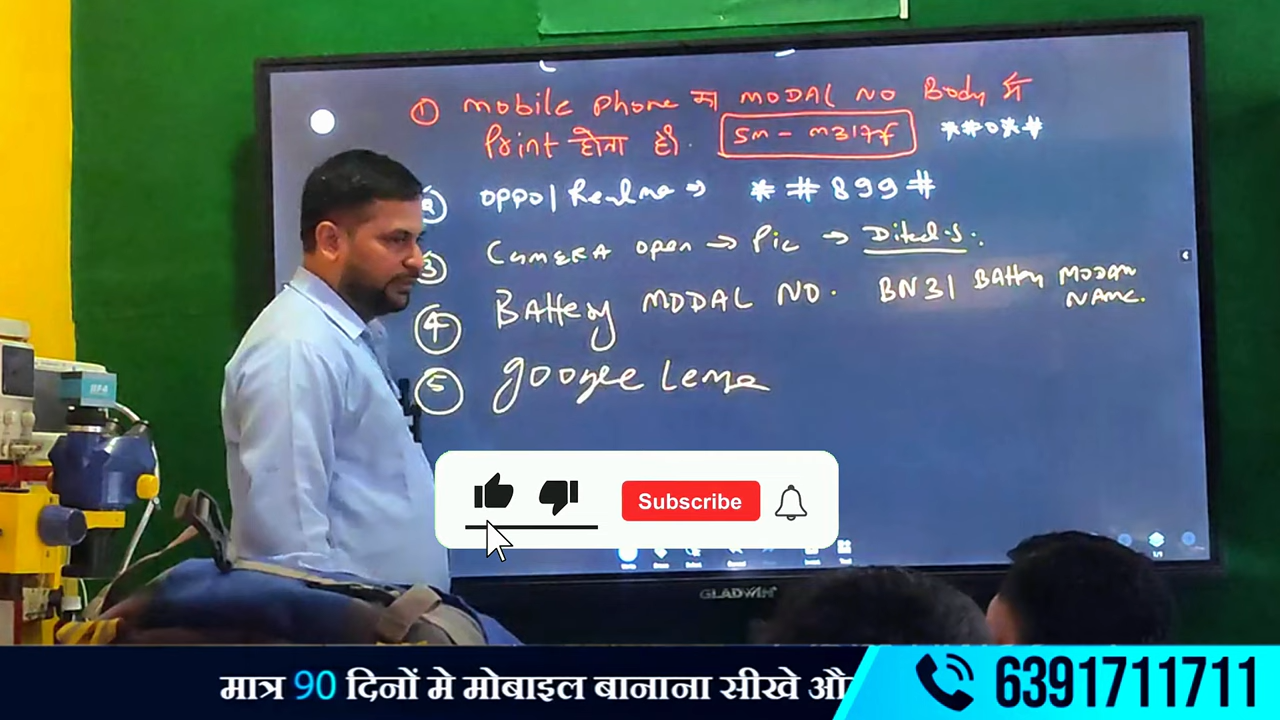 ① mobile phone का MODAL NO Body में
Print होता है. SM - M317f *#0*#
② OPPO/Realme → *#899#
③ CAMERA open → Pic → Diteals.
④ BAttery MODAL NO. BN31 BAttery MODAL
NAME.
⑤ google Lens
Subscribe
GLADWIN
मात्र 90 दिनों मे मोबाइल बानाना सीखे औ
6391711711